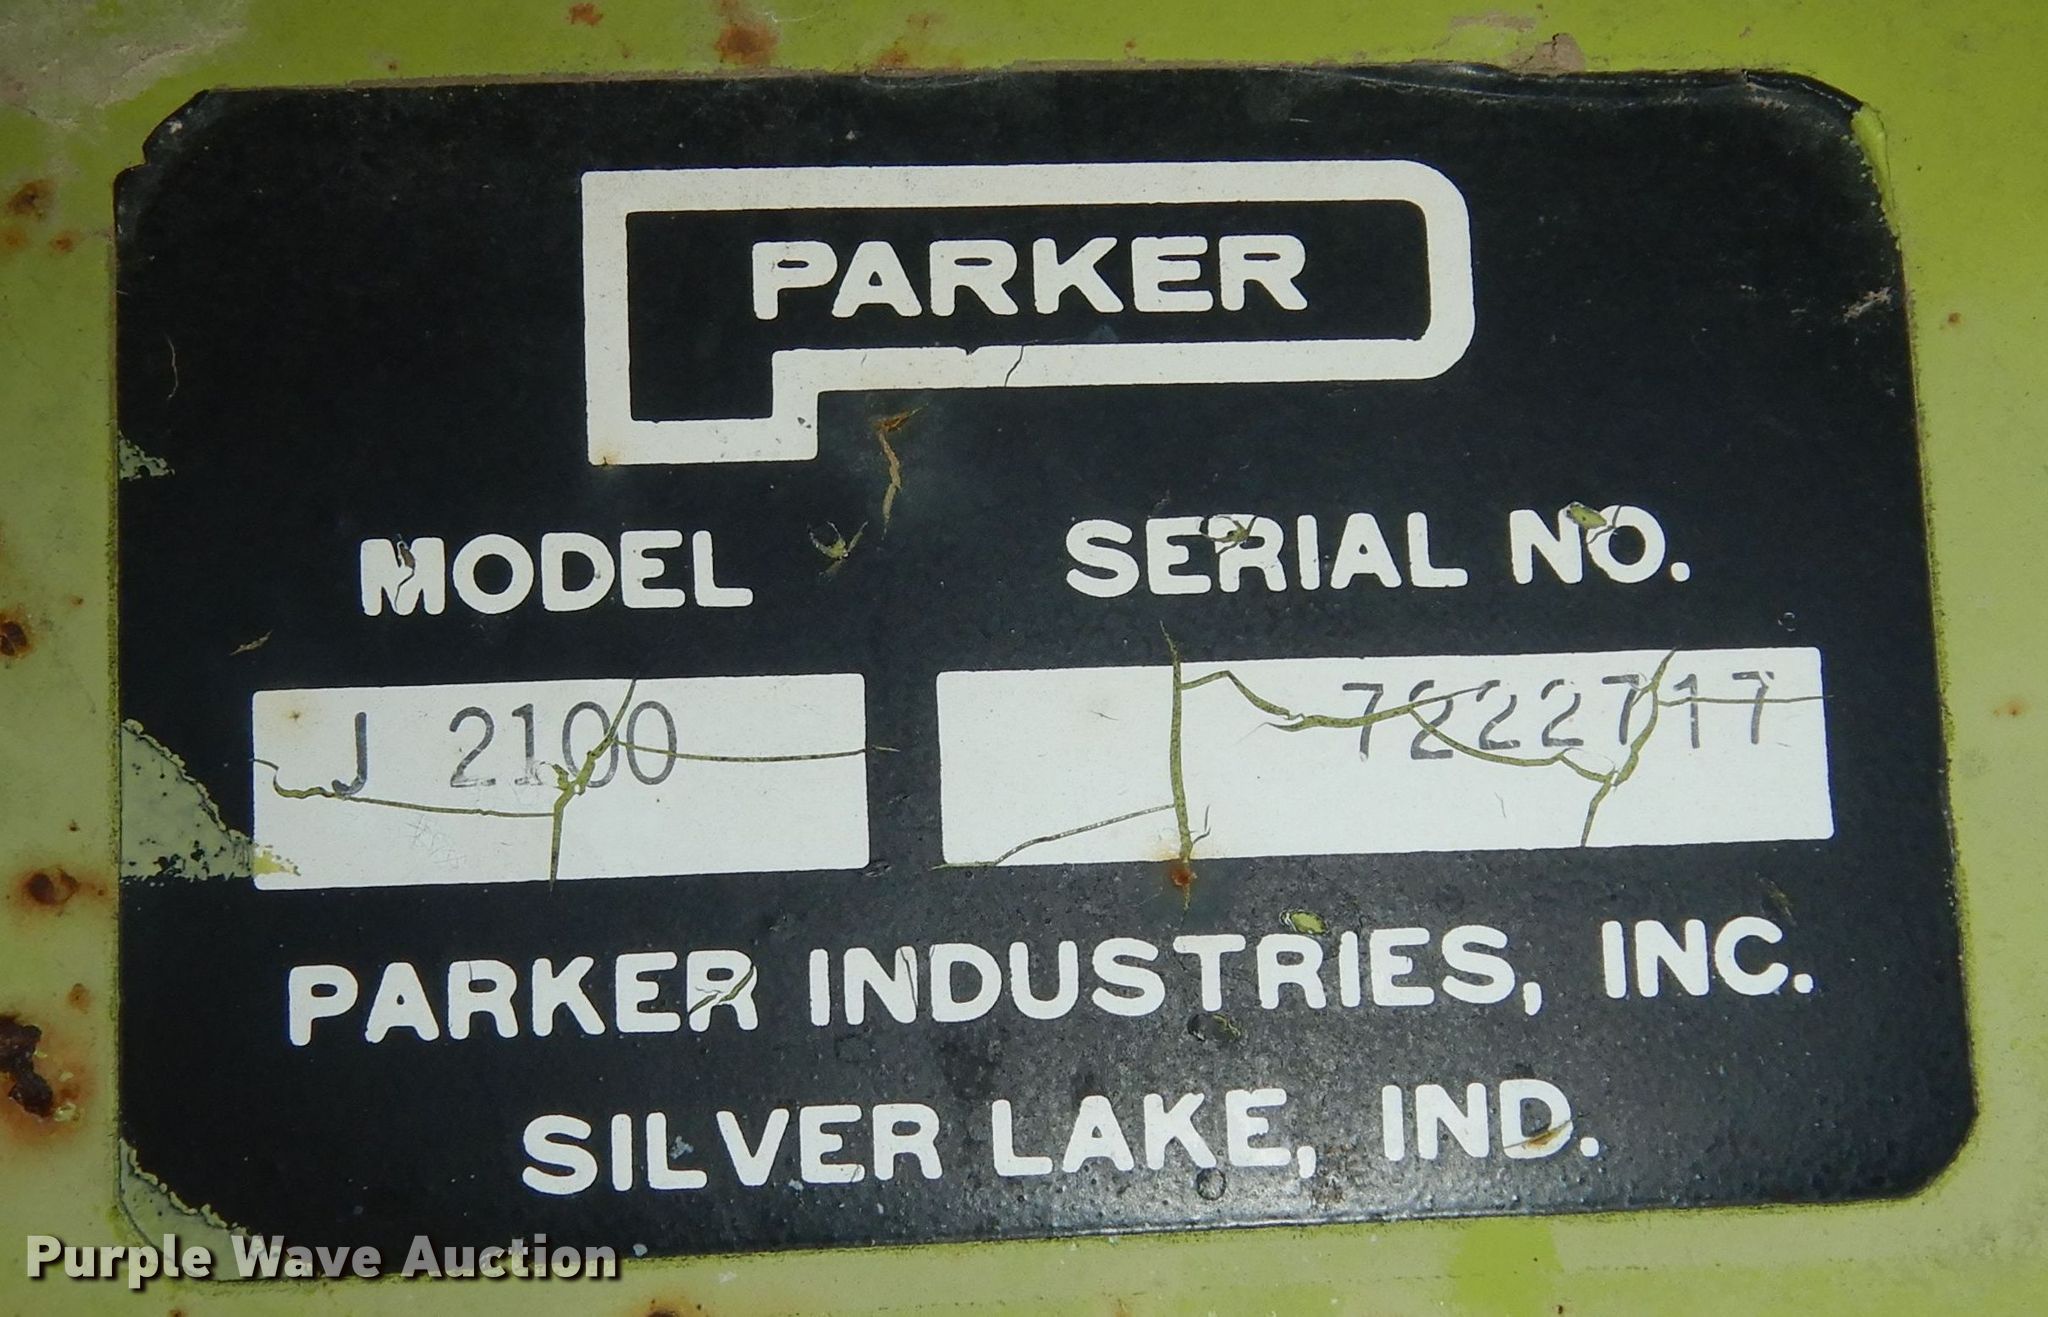 PARKER
MODEL SERIAL NO.
J 2100 7222717
PARKER INDUSTRIES, INC.
SILVER LAKE, IND.
Purple Wave Auction